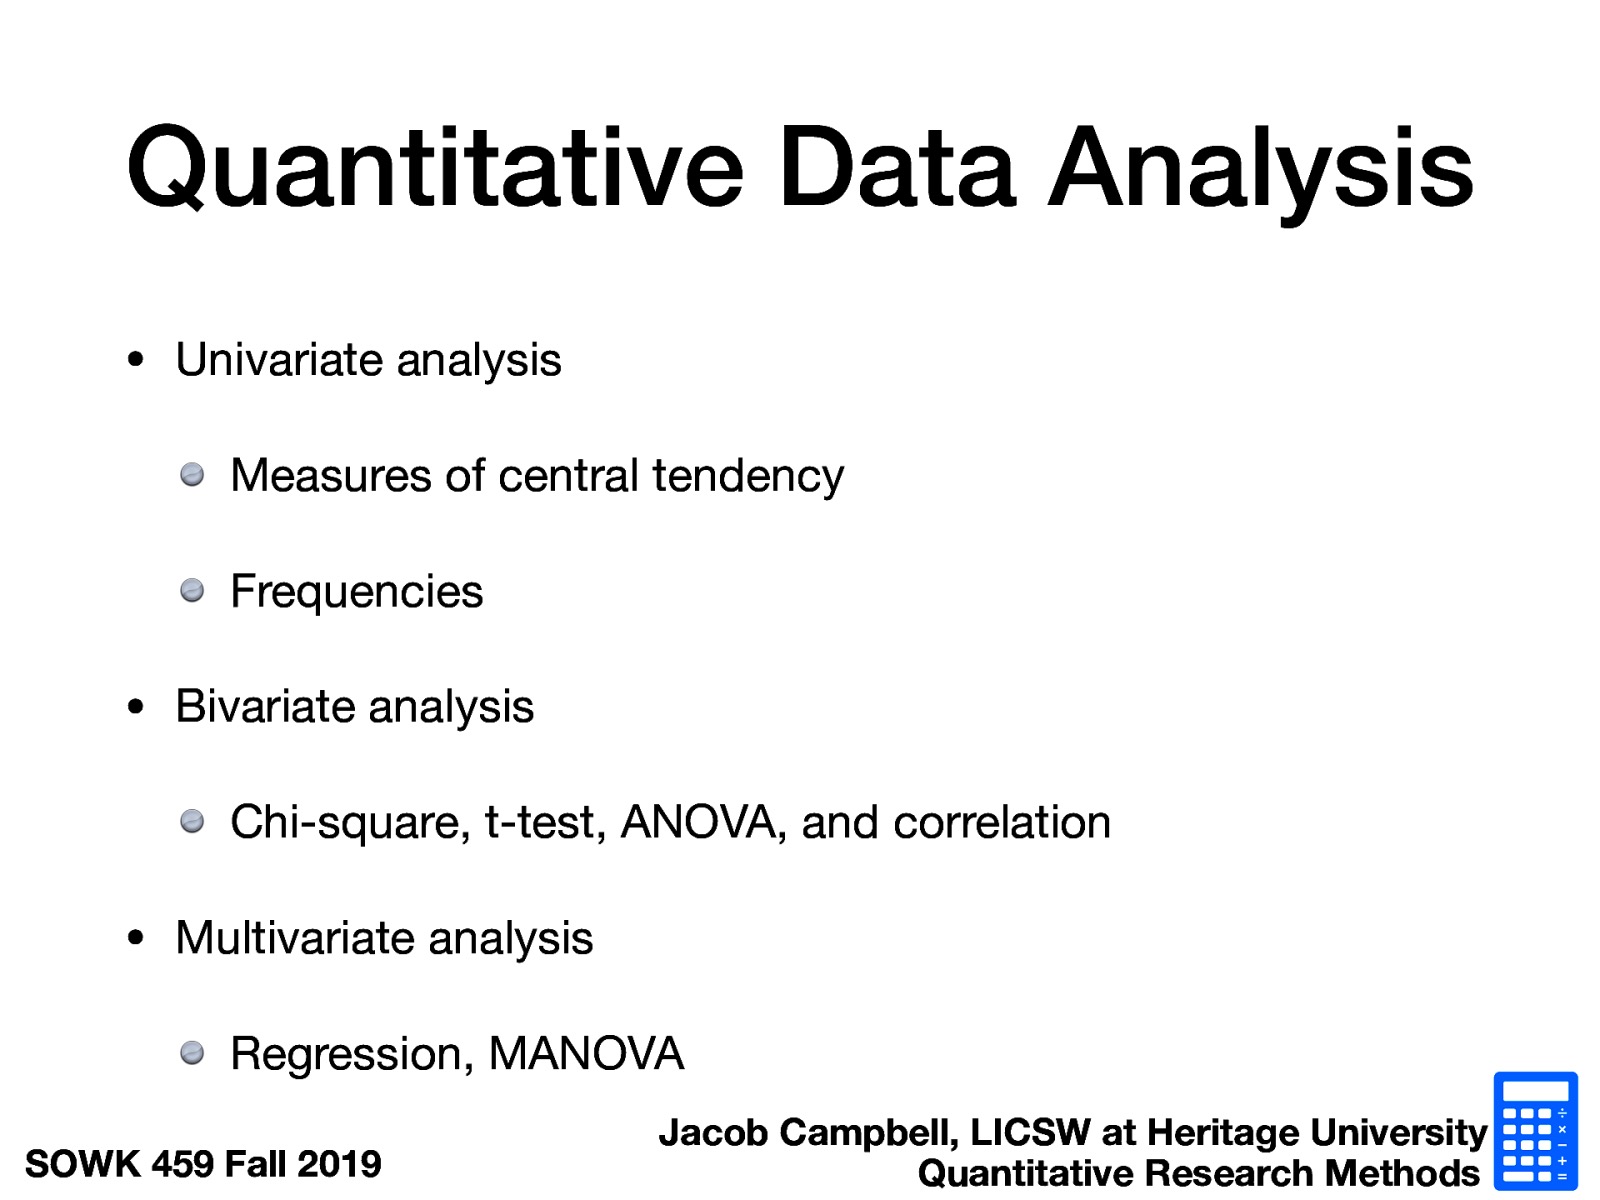 Quantitative Data Analysis
• Univariate analysis
Measures of central tendency
Frequencies
• Bivariate analysis
Chi-square, t-test, ANOVA, and correlation
• Multivariate analysis
Regression, MANOVA
Jacob Campbell, LICSW at Heritage University
SOWK 459 Fall 2019
Quantitative Research Methods
÷
×
−
+
=